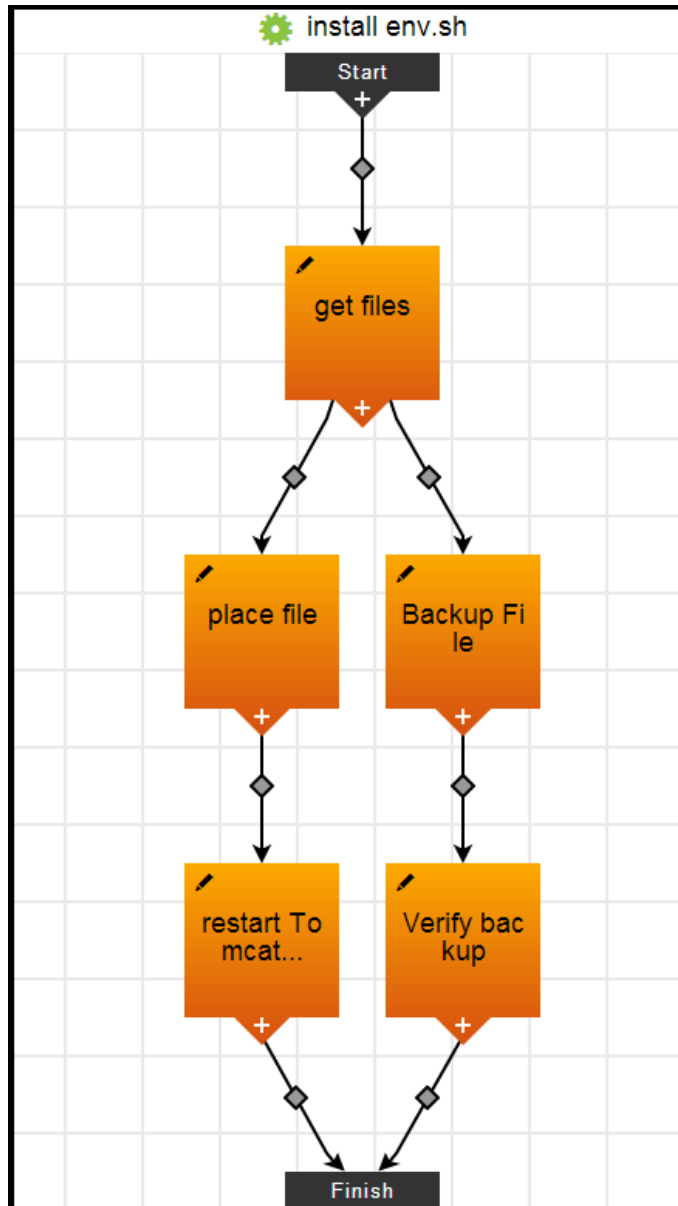 install env.sh
Start
get files
place file
Backup Fi
le
restart To
mcat...
Verify bac
kup
Finish